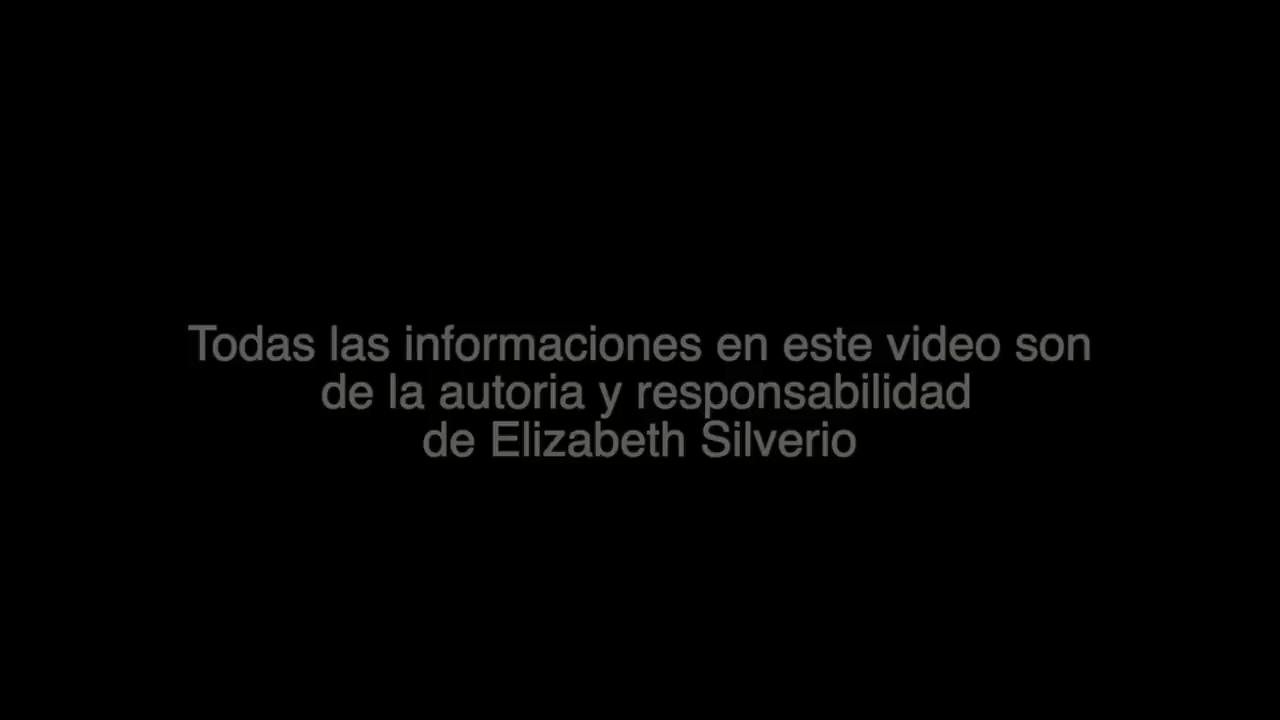 Todas las informaciones en este video son
de la autoria y responsabilidad
de Elizabeth Silverio